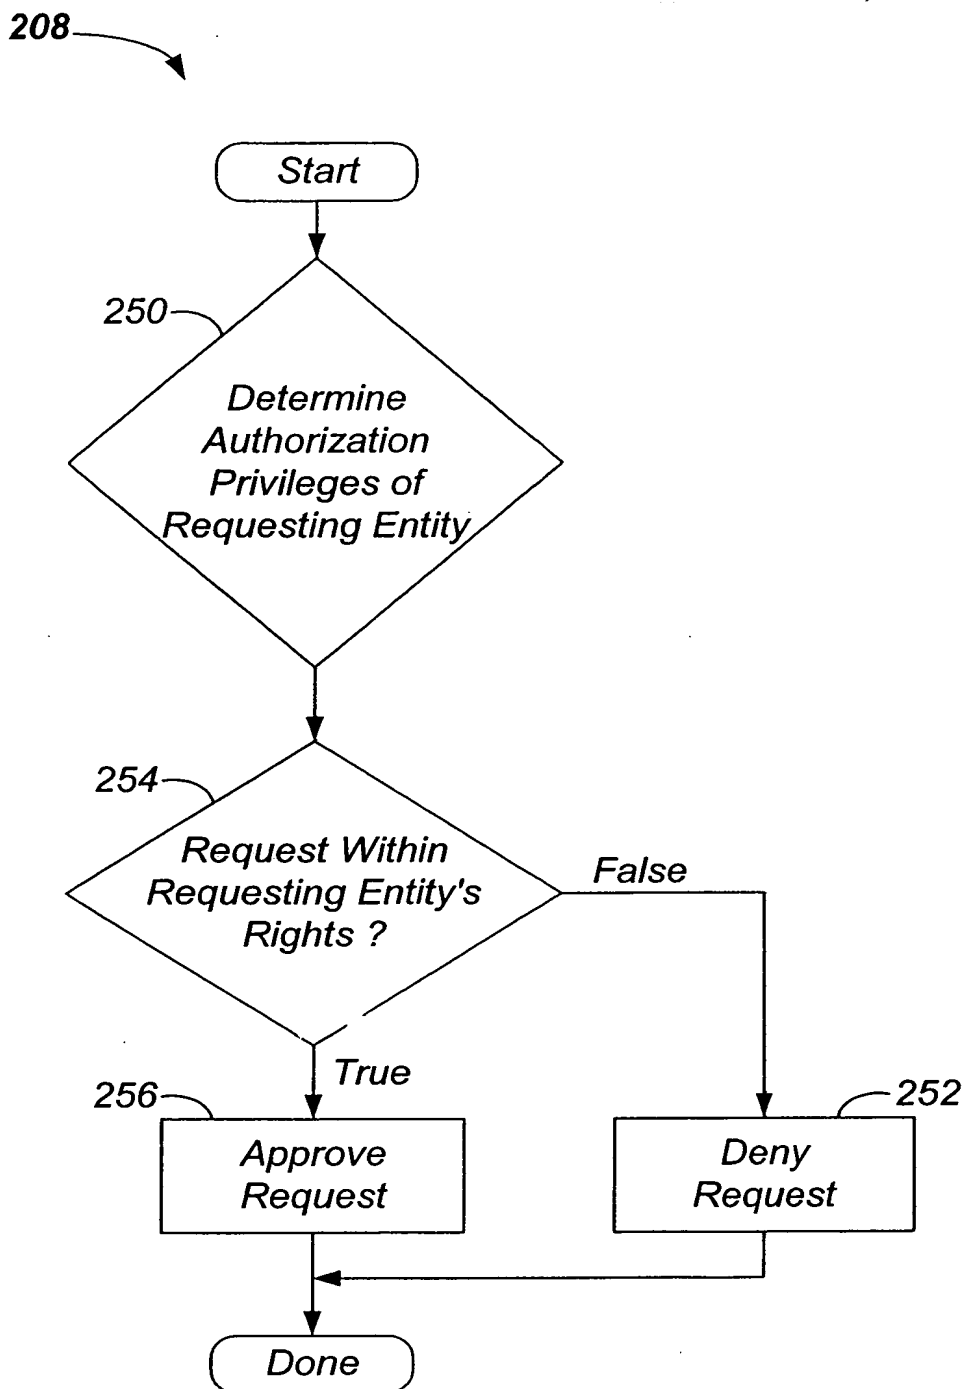 208
Start
250
Determine
Authorization
Privileges of
Requesting Entity
254
Request Within
Requesting Entity's
Rights ?
False
True
256
Approve
Request
252
Deny
Request
Done